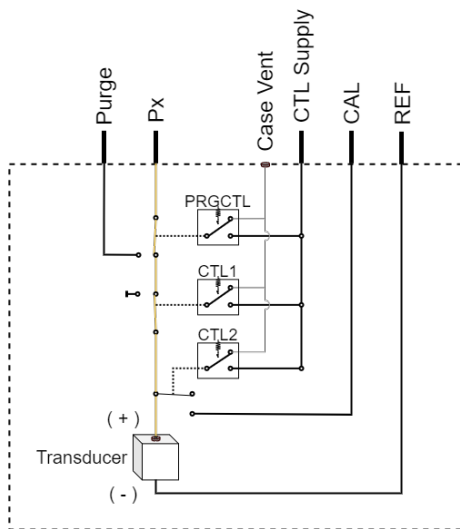 Purge
Px
Case Vent
CTL Supply
CAL
REF
PRGCTL
CTL1
CTL2
( + )
Transducer
( - )